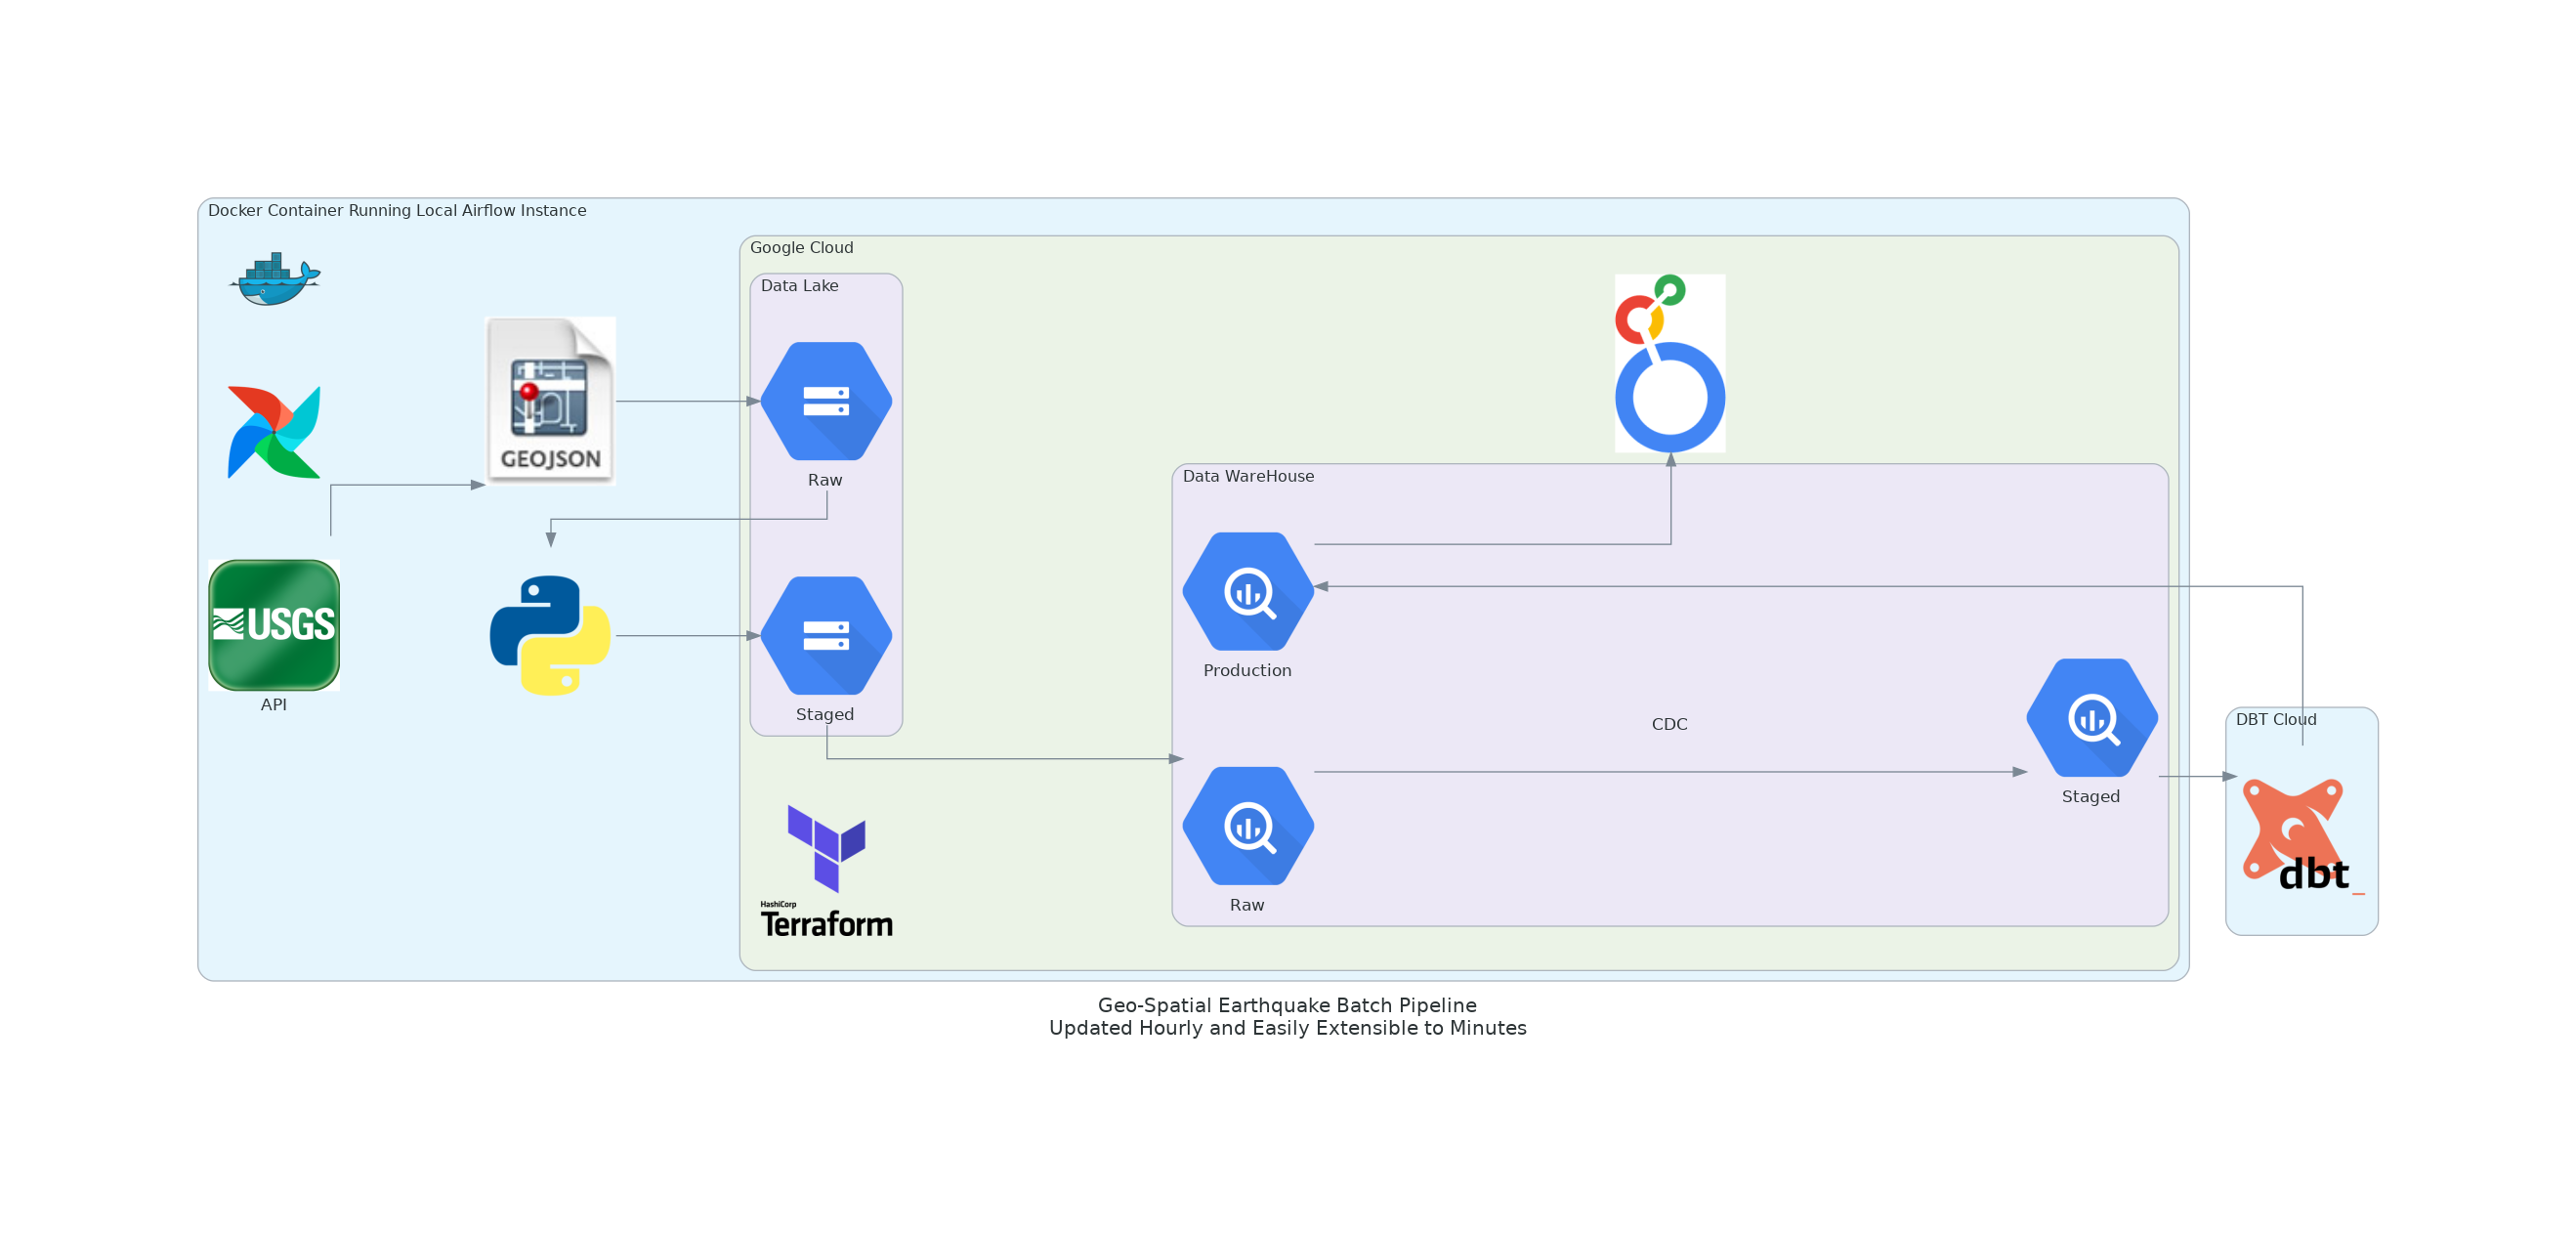 Docker Container Running Local Airflow Instance
Google Cloud
Data Lake
GEOJSON
Raw
Data WareHouse
USGS
API
Production
Staged
CDC
DBT Cloud
Staged
dbt_
Raw
HashiCorp
Terraform
Geo-Spatial Earthquake Batch Pipeline
Updated Hourly and Easily Extensible to Minutes